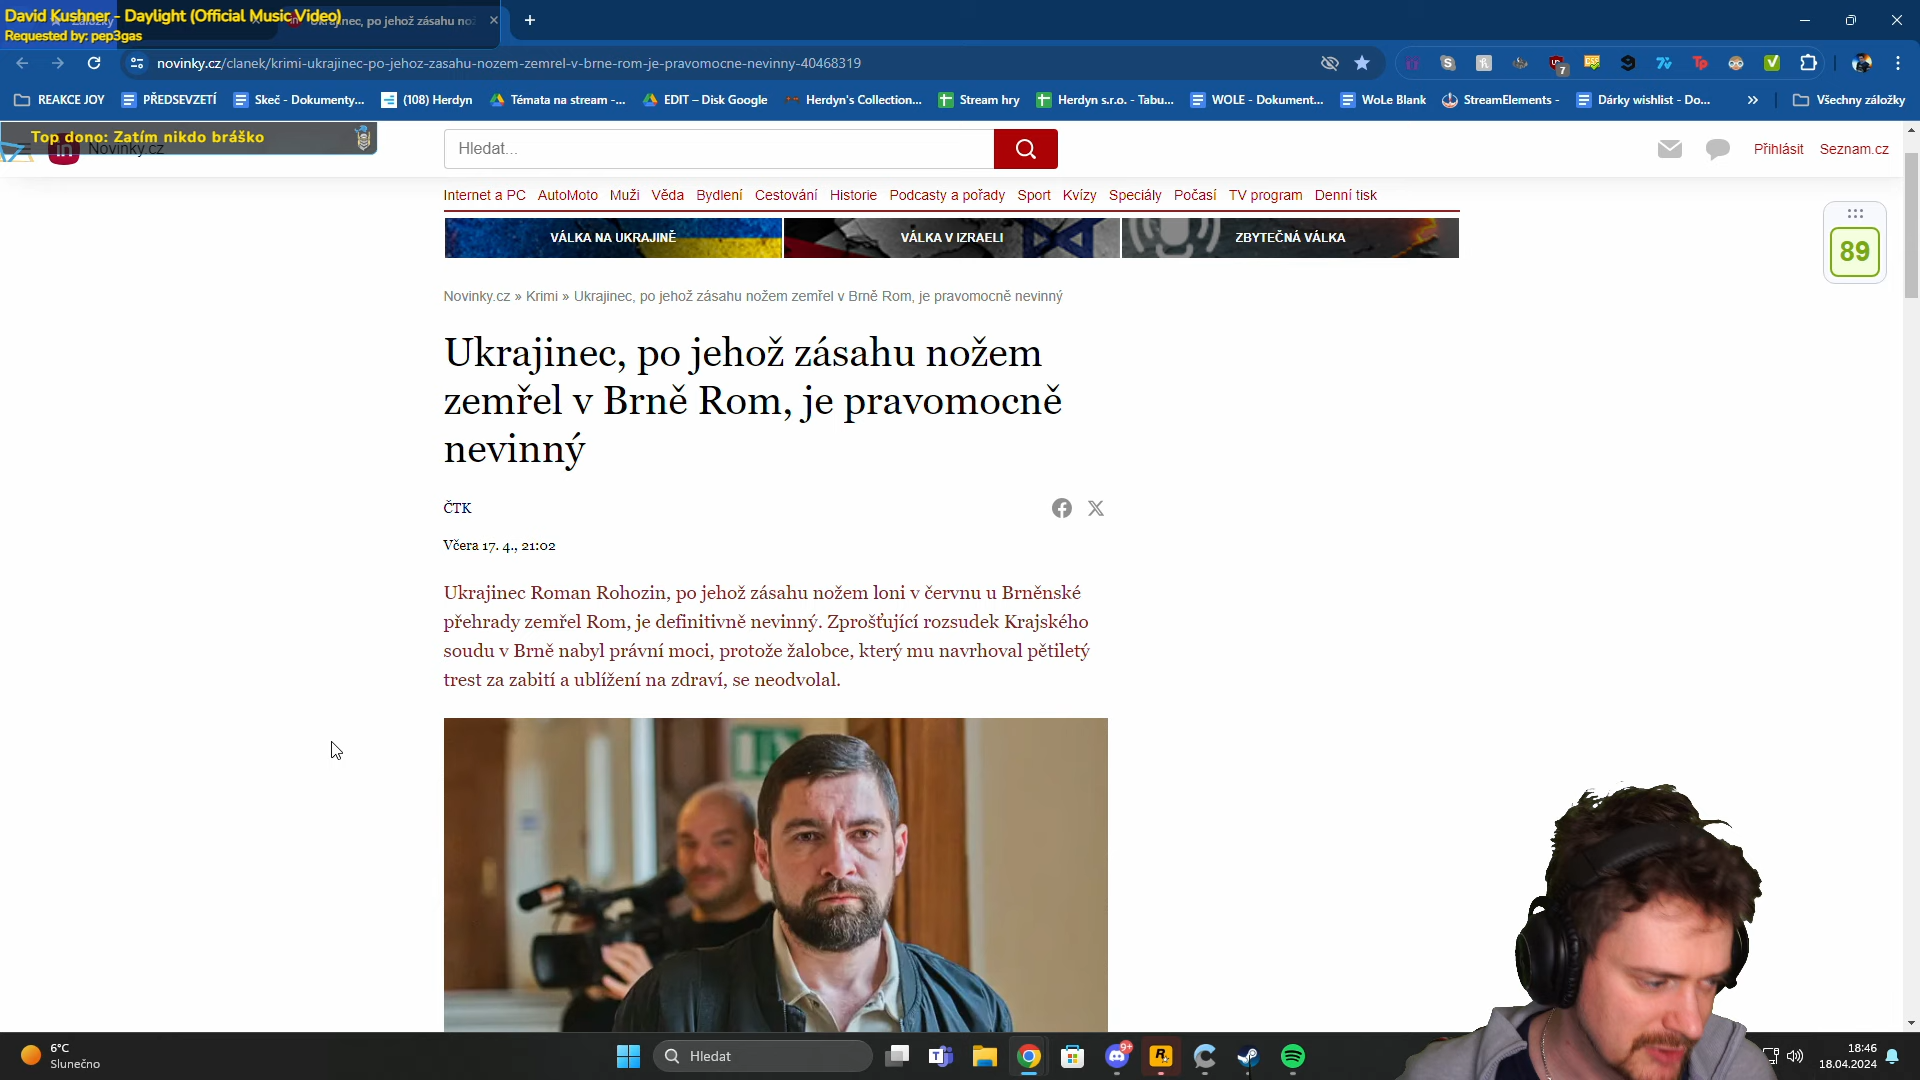 David Kushner - Daylight (Official Music Video)
Requested by: pep3gas
novinky.cz/clanek/krimi-ukrajinec-po-jehoz-zasahu-nozem-zemrel-v-brne-rom-je-pravomocne-nevinny-40468319
7
REAKCE JOY
PŘEDSEVZETÍ
Skeč - Dokumenty...
(108) Herdyn
Témata na stream -...
EDIT – Disk Google
Herdyn's Collection...
Stream hry
Herdyn s.r.o. - Tabu...
WOLE - Dokument...
WoLe Blank
StreamElements -
Dárky wishlist - Do...
»
Všechny záložky
Top dono: Zatím nikdo bráško
Novinky.cz
Hledat...
Přihlásit
Seznam.cz
Internet a PC AutoMoto Muži Věda Bydlení Cestování Historie Podcasty a pořady Sport Kvízy Speciály Počasí TV program Denní tisk
VÁLKA NA UKRAJINĚ
VÁLKA V IZRAELI
ZBYTEČNÁ VÁLKA
89
Novinky.cz » Krimi » Ukrajinec, po jehož zásahu nožem zemřel v Brně Rom, je pravomocně nevinný
Ukrajinec, po jehož zásahu nožem
zemřel v Brně Rom, je pravomocně
nevinný
ČTK
Včera 17. 4., 21:02
Ukrajinec Roman Rohozin, po jehož zásahu nožem loni v červnu u Brněnské
přehrady zemřel Rom, je definitivně nevinný. Zprošťující rozsudek Krajského
soudu v Brně nabyl právní moci, protože žalobce, který mu navrhoval pětiletý
trest za zabití a ublížení na zdraví, se neodvolal.
6°C
Slunečno
Hledat
9+
18:46
18.04.2024